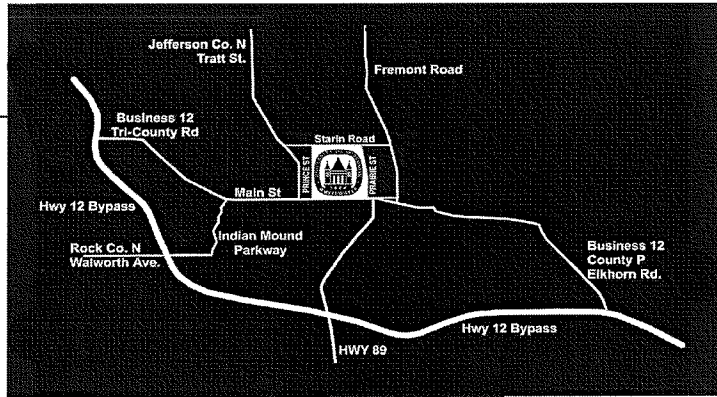 Jefferson Co. N
Tratt St.
Fremont Road
Business 12
Tri-County Rd
Starin Road
PRINCE ST
PRAIRIE ST
Main St
Hwy 12 Bypass
Indian Mound
Parkway
Rock Co. N
Walworth Ave.
Business 12
County P
Elkhorn Rd.
Hwy 12 Bypass
HWY 89